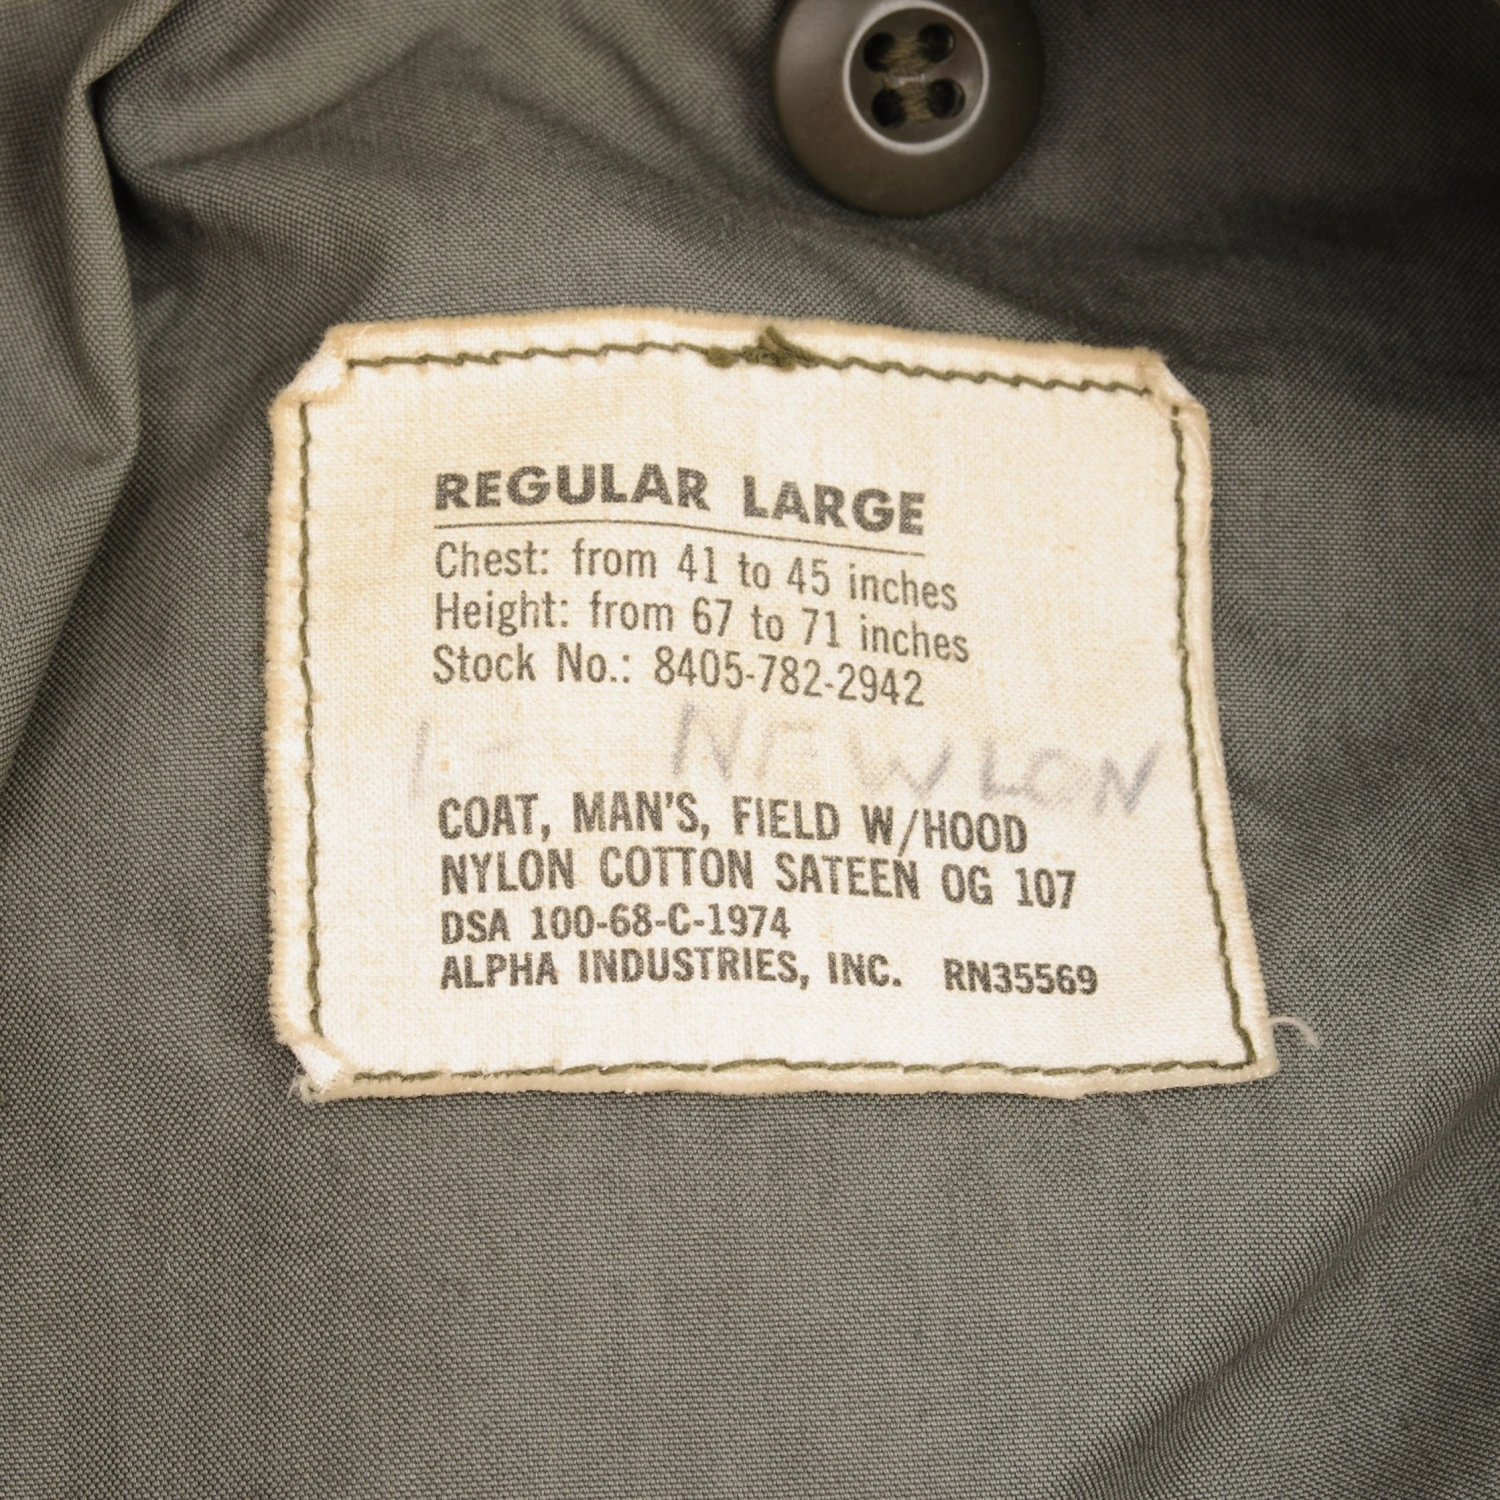 REGULAR LARGE
Chest: from 41 to 45 inches
Height: from 67 to 71 inches
Stock No.: 8405-782-2942
NEWLON
COAT, MAN'S, FIELD W/HOOD
NYLON COTTON SATEEN OG 107
DSA 100-68-C-1974
ALPHA INDUSTRIES, INC. RN35569